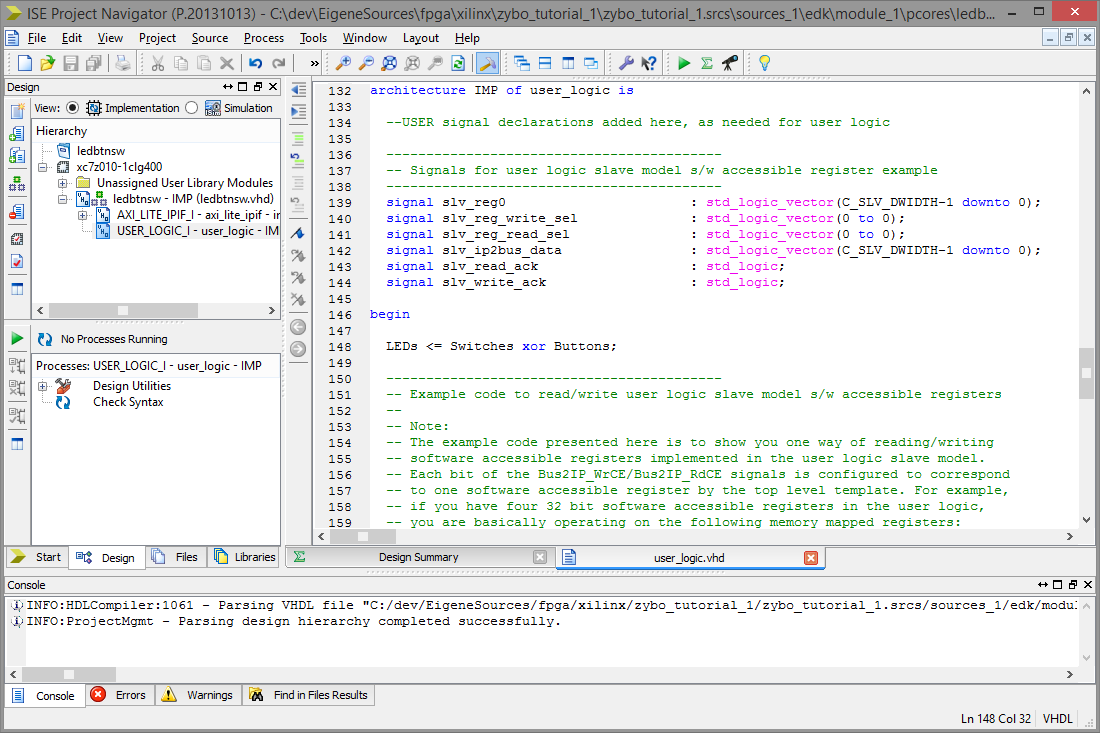 ISE Project Navigator (P.20131013) - C:\dev\EigeneSources\fpga\xilinx\zybo_tutorial_1\zybo_tutorial_1.srcs\sources_1\edk\module_1\pcores\ledb...
File Edit View Project Source Process Tools Window Layout Help
»
Design
View: Implementation Simulation
Hierarchy
ledbtnsw
xc7z010-1clg400
Unassigned User Library Modules
ledbtnsw - IMP (ledbtnsw.vhd)
AXI_LITE_IPIF_I - axi_lite_ipif - ir
USER_LOGIC_I - user_logic - IM
No Processes Running
Processes: USER_LOGIC_I - user_logic - IMP
Design Utilities
Check Syntax
Start Design Files Libraries
132 architecture IMP of user_logic is
133
134 --USER signal declarations added here, as needed for user logic
135
136 ------------------------------------------
137 -- Signals for user logic slave model s/w accessible register example
138 ------------------------------------------
139 signal slv_reg0 : std_logic_vector(C_SLV_DWIDTH-1 downto 0);
140 signal slv_reg_write_sel : std_logic_vector(0 to 0);
141 signal slv_reg_read_sel : std_logic_vector(0 to 0);
142 signal slv_ip2bus_data : std_logic_vector(C_SLV_DWIDTH-1 downto 0);
143 signal slv_read_ack : std_logic;
144 signal slv_write_ack : std_logic;
145
146 begin
147
148 LEDs <= Switches xor Buttons;
149
150 ------------------------------------------
151 -- Example code to read/write user logic slave model s/w accessible registers
152 --
153 -- Note:
154 -- The example code presented here is to show you one way of reading/writing
155 -- software accessible registers implemented in the user logic slave model.
156 -- Each bit of the Bus2IP_WrCE/Bus2IP_RdCE signals is configured to correspond
157 -- to one software accessible register by the top level template. For example,
158 -- if you have four 32 bit software accessible registers in the user logic,
159 -- you are basically operating on the following memory mapped registers:
Design Summary user_logic.vhd
Console
INFO:HDLCompiler:1061 - Parsing VHDL file "C:/dev/EigeneSources/fpga/xilinx/zybo_tutorial_1/zybo_tutorial_1.srcs/sources_1/edk/modul
INFO:ProjectMgmt - Parsing design hierarchy completed successfully.
Console Errors Warnings Find in Files Results
Ln 148 Col 32 VHDL